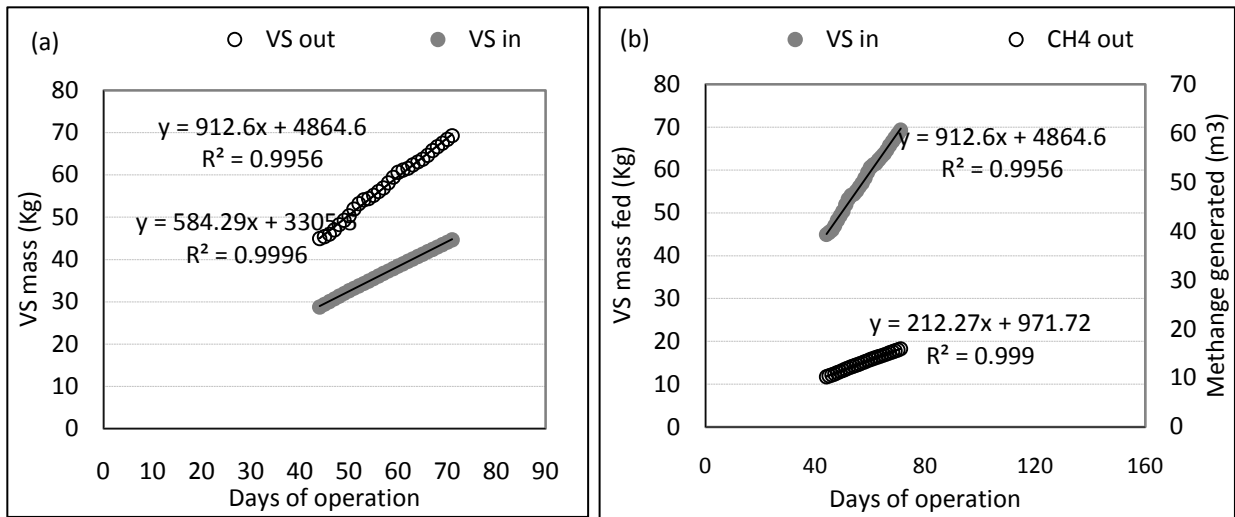 (a) VS out VS in
80
70
60
50
40
30
20
10
0
VS mass (Kg)
y = 912.6x + 4864.6
R² = 0.9956
y = 584.29x + 3305
R² = 0.9996
0 10 20 30 40 50 60 70 80 90
Days of operation
(b) VS in CH4 out
80
70
60
50
40
30
20
10
0
VS mass fed (Kg)
y = 912.6x + 4864.6
R² = 0.9956
y = 212.27x + 971.72
R² = 0.999
70
60
50
40
30
20
10
0
Methange generated (m3)
0 40 80 120 160
Days of operation